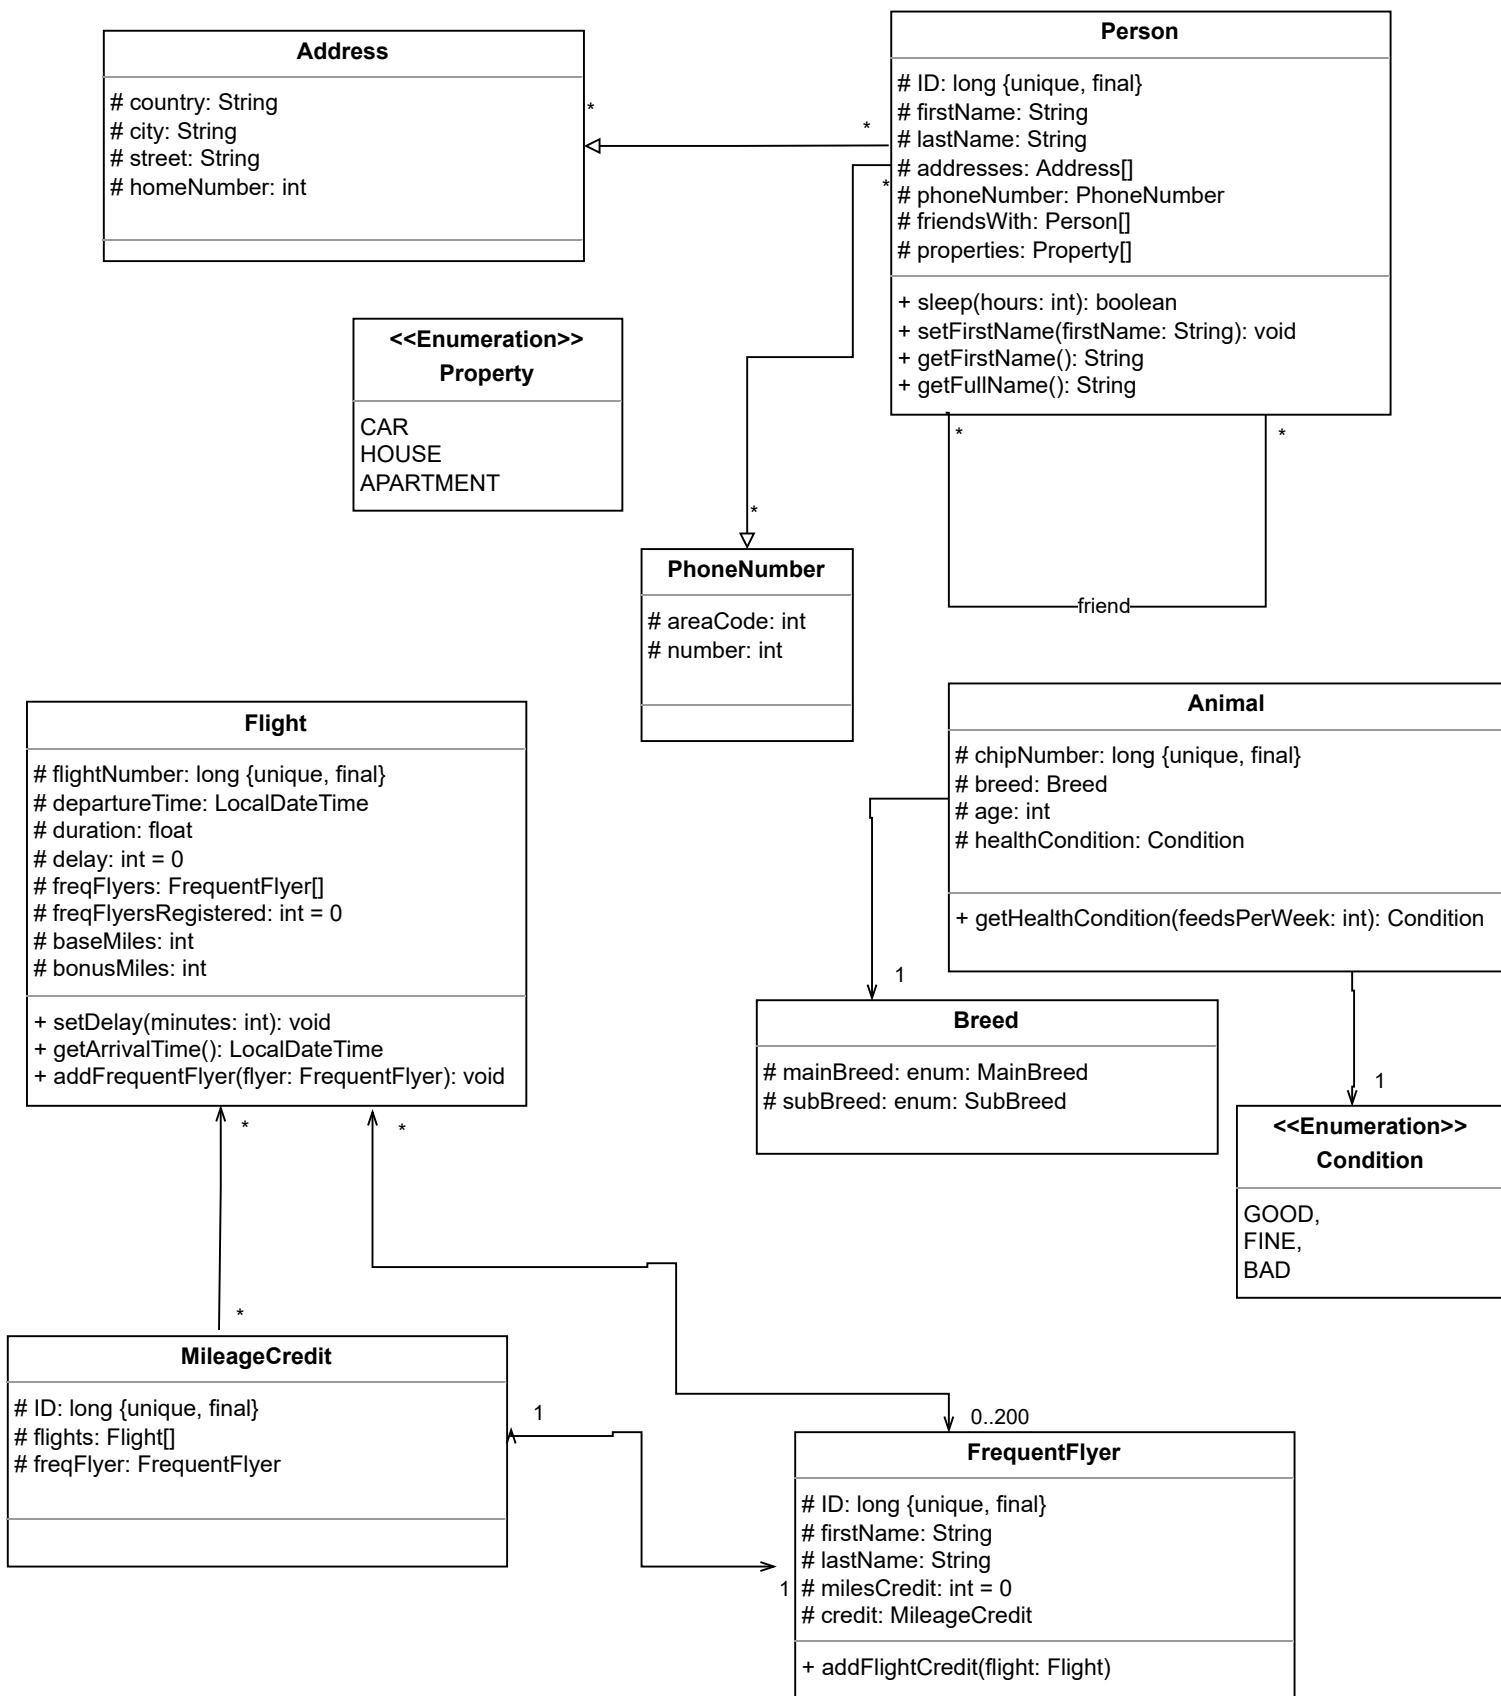 Address
# country: String
# city: String
# street: String
# homeNumber: int
*
*
Person
# ID: long {unique, final}
# firstName: String
# lastName: String
# addresses: Address[]
# phoneNumber: PhoneNumber
# friendsWith: Person[]
# properties: Property[]
+ sleep(hours: int): boolean
+ setFirstName(firstName: String): void
+ getFirstName(): String
+ getFullName(): String
*
*
*
friend
<<Enumeration>>
Property
CAR
HOUSE
APARTMENT
*
PhoneNumber
# areaCode: int
# number: int
Flight
# flightNumber: long {unique, final}
# departureTime: LocalDateTime
# duration: float
# delay: int = 0
# freqFlyers: FrequentFlyer[]
# freqFlyersRegistered: int = 0
# baseMiles: int
# bonusMiles: int
+ setDelay(minutes: int): void
+ getArrivalTime(): LocalDateTime
+ addFrequentFlyer(flyer: FrequentFlyer): void
*
*
Animal
# chipNumber: long {unique, final}
# breed: Breed
# age: int
# healthCondition: Condition
+ getHealthCondition(feedsPerWeek: int): Condition
1
Breed
# mainBreed: enum: MainBreed
# subBreed: enum: SubBreed
1
<<Enumeration>>
Condition
GOOD,
FINE,
BAD
*
MileageCredit
# ID: long {unique, final}
# flights: Flight[]
# freqFlyer: FrequentFlyer
1
0..200
1
FrequentFlyer
# ID: long {unique, final}
# firstName: String
# lastName: String
# milesCredit: int = 0
# credit: MileageCredit
+ addFlightCredit(flight: Flight)